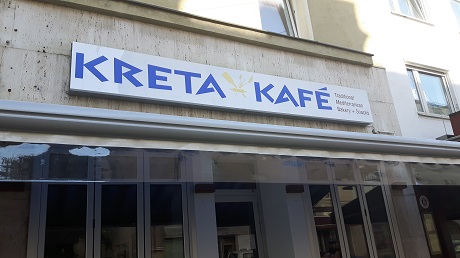 KRETA KAFÉ
Traditional
Mediterranean
Bakery + Snacks